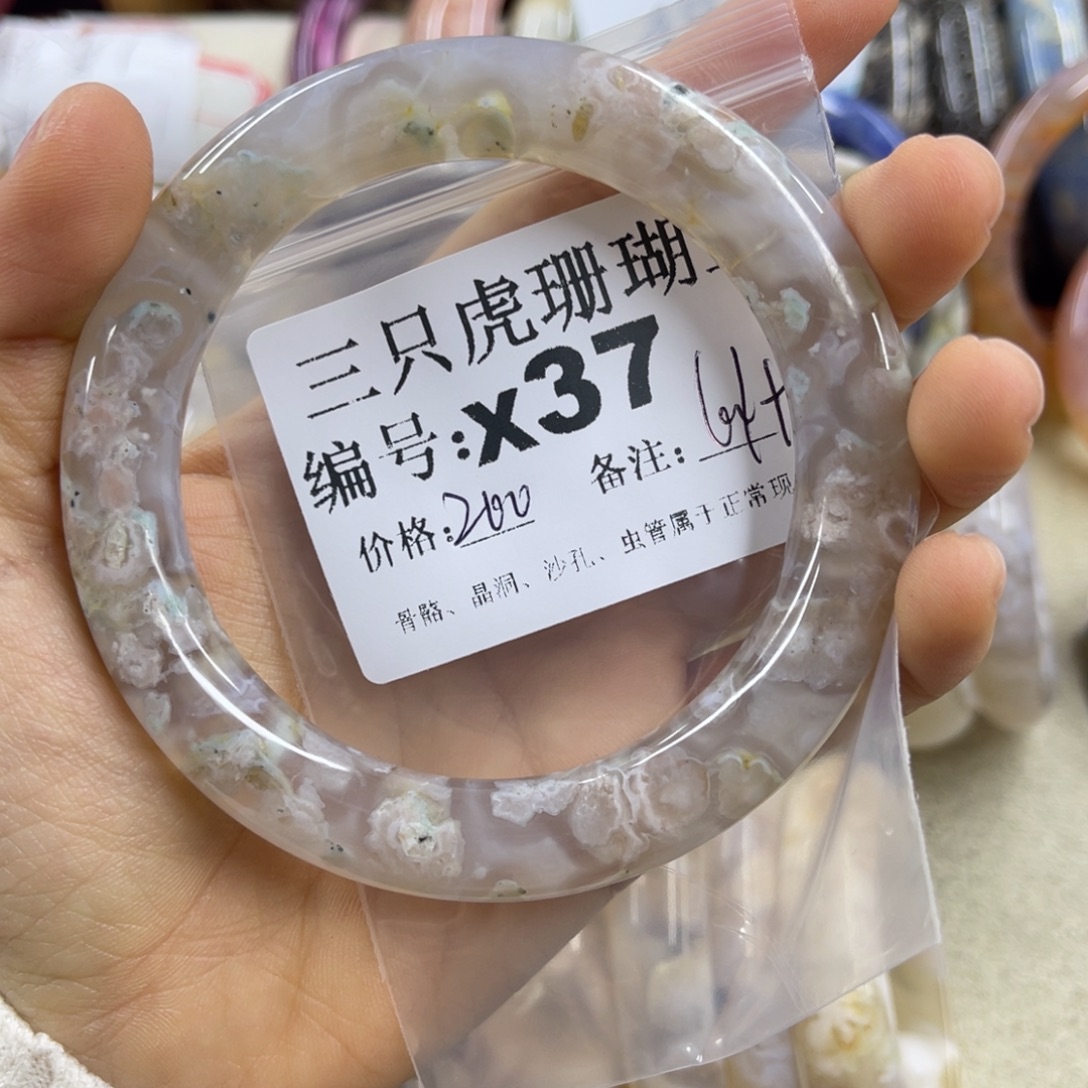 三只虎珊瑚
编号:x37
价格:200 备注:
骨骼、晶洞、沙孔、虫管属于正常现